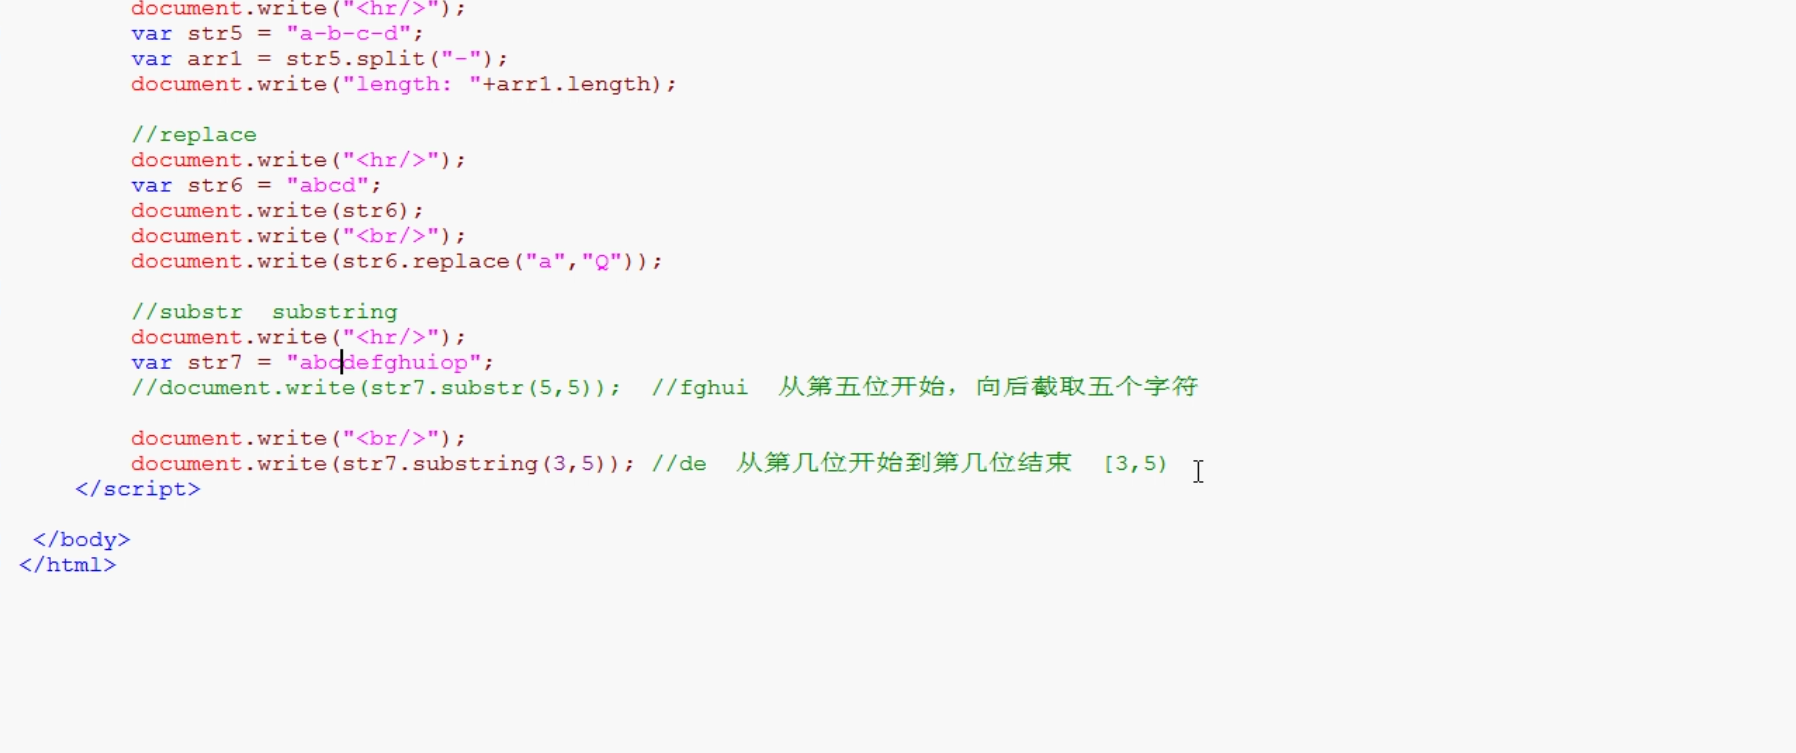 document.write("<hr/>");
var str5 = "a-b-c-d";
var arr1 = str5.split("-");
document.write("length: "+arr1.length);
//replace
document.write("<hr/>");
var str6 = "abcd";
document.write(str6);
document.write("<br/>");
document.write(str6.replace("a","Q"));
//substr  substring
document.write("<hr/>");
var str7 = "abcdefghuiop";
//document.write(str7.substr(5,5));  //fghui  从第五位开始，向后截取五个字符
document.write("<br/>");
document.write(str7.substring(3,5)); //de  从第几位开始到第几位结束  [3,5)
</script>
</body>
</html>